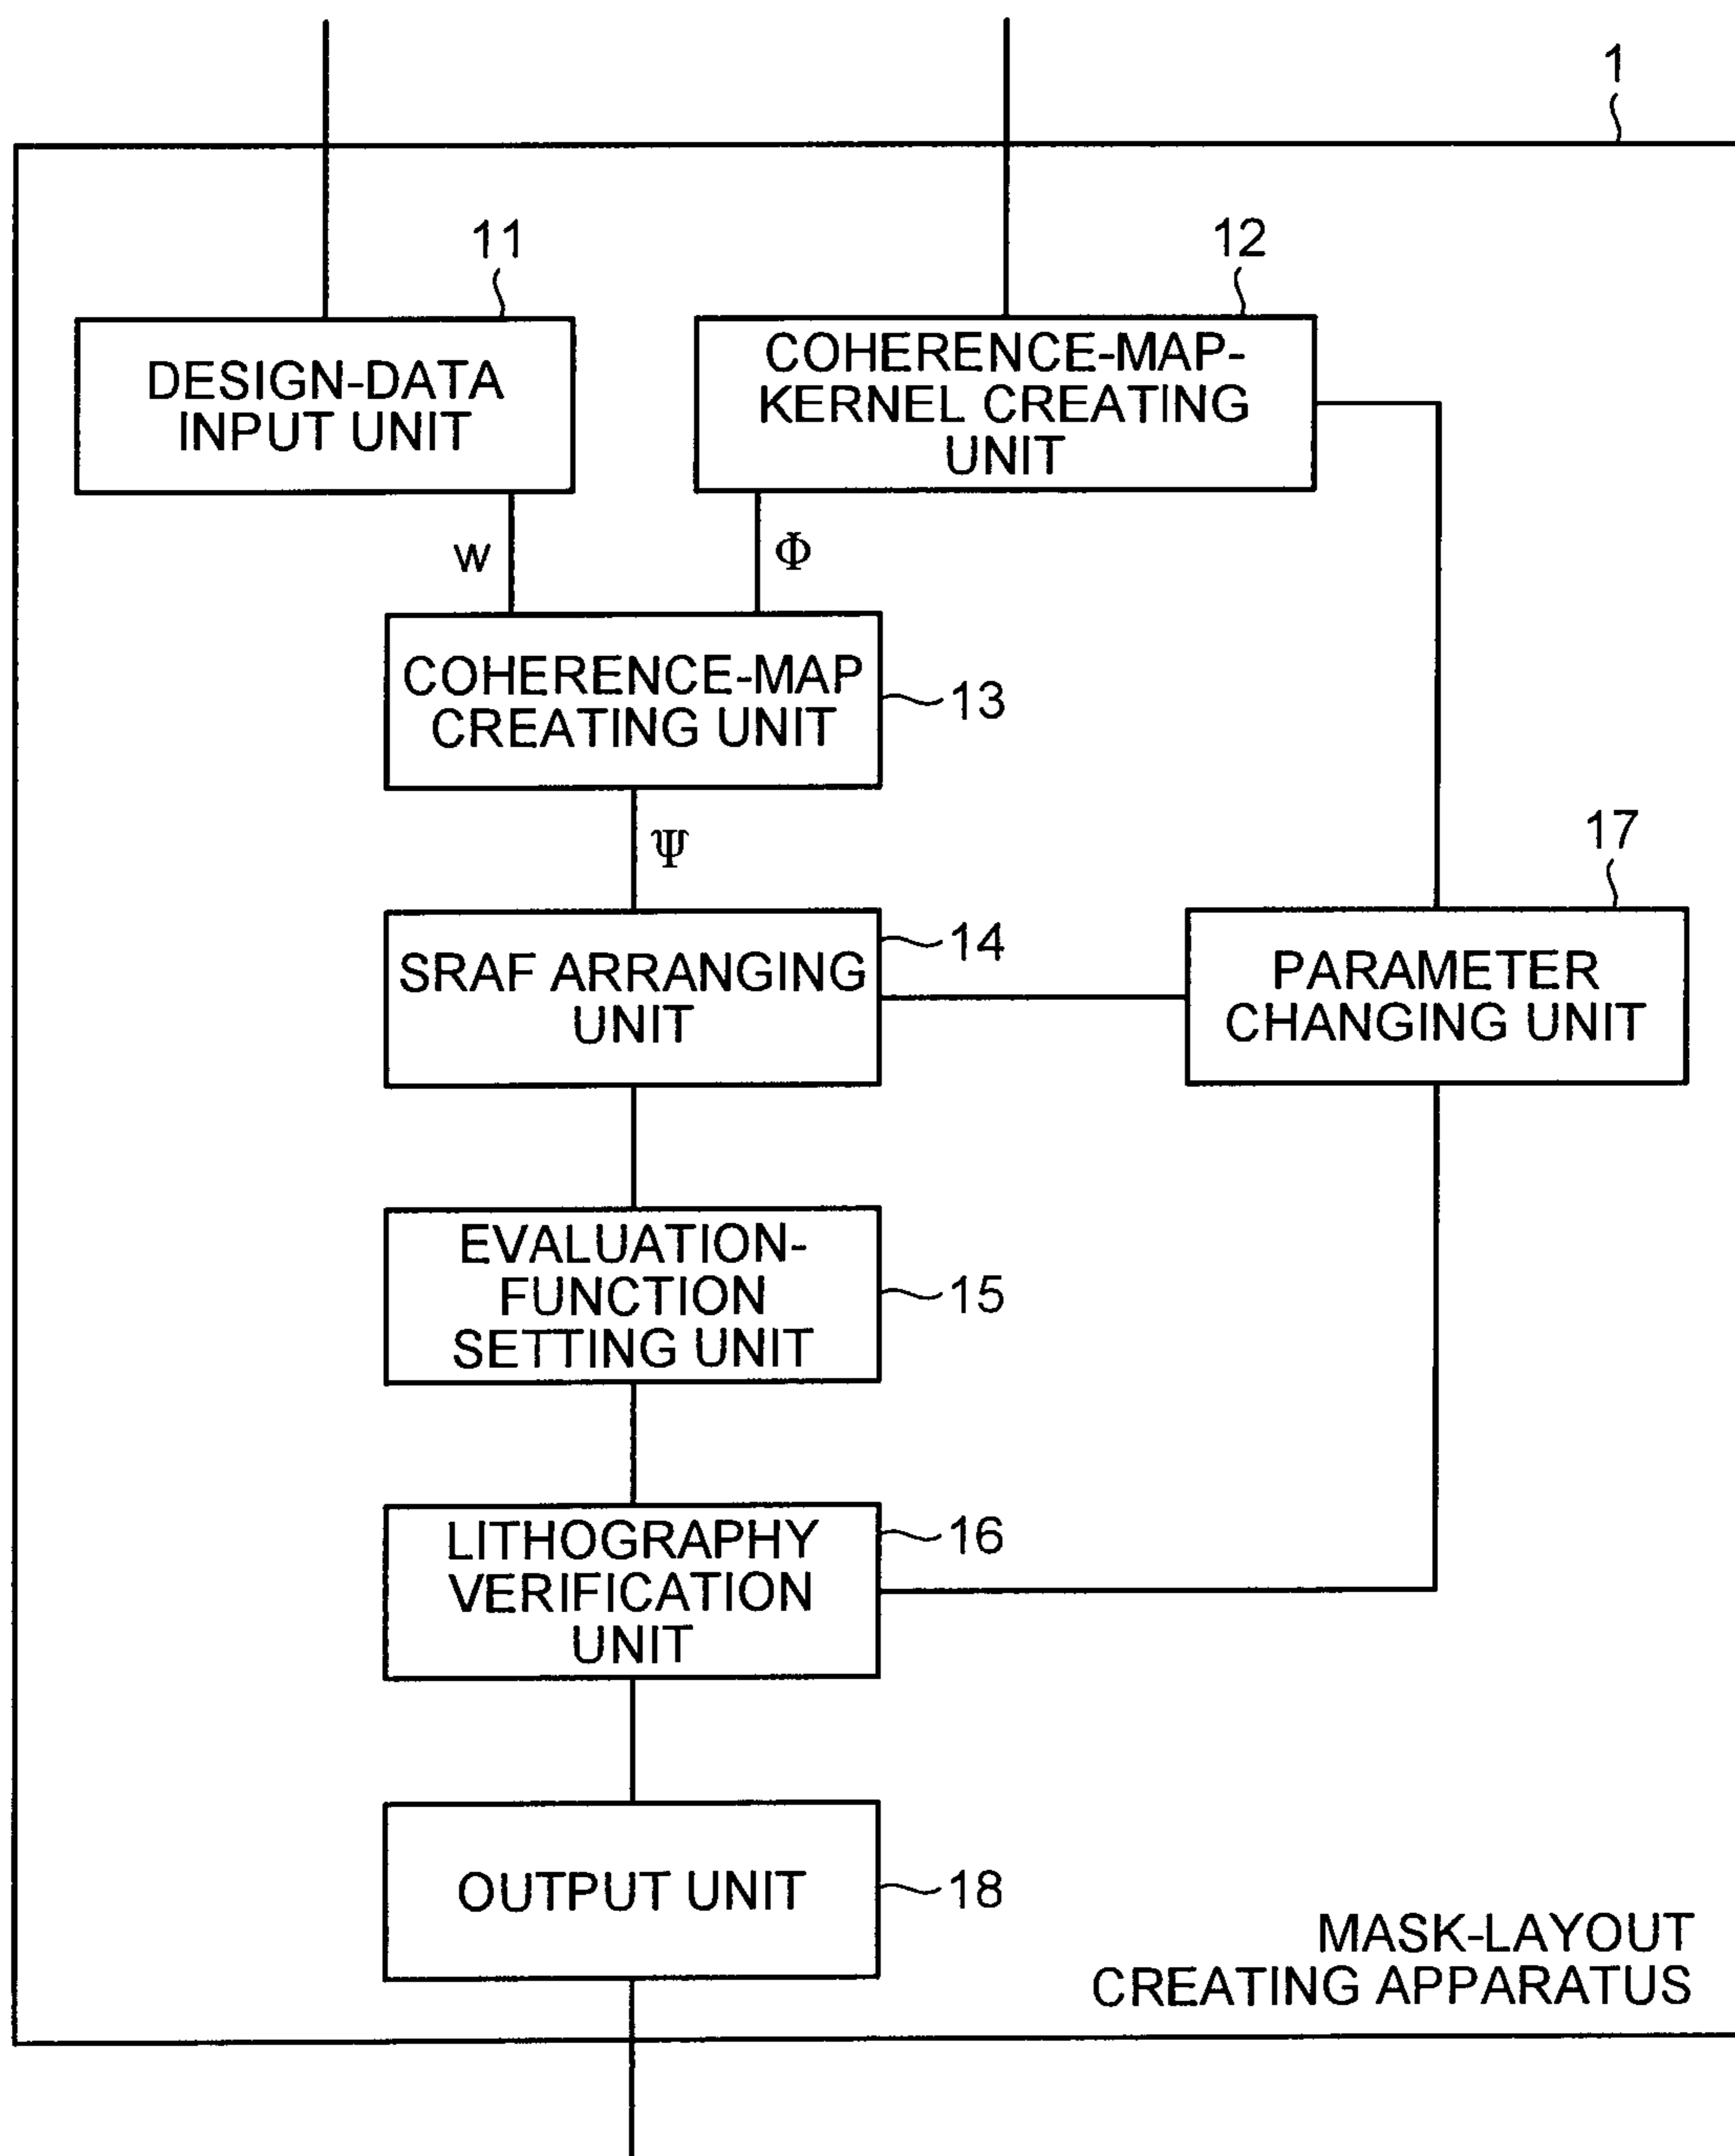 1
11
12
DESIGN-DATA
INPUT UNIT
COHERENCE-MAP-
KERNEL CREATING
UNIT
w
Φ
COHERENCE-MAP
CREATING UNIT
13
Ψ
17
SRAF ARRANGING
UNIT
14
PARAMETER
CHANGING UNIT
EVALUATION-
FUNCTION
SETTING UNIT
15
LITHOGRAPHY
VERIFICATION
UNIT
16
OUTPUT UNIT
18
MASK-LAYOUT
CREATING APPARATUS